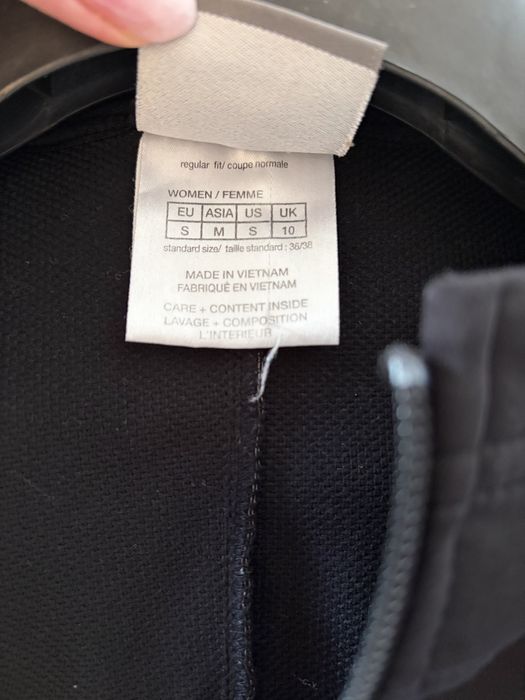 regular fit/ coupe normale
WOMEN / FEMME
EU ASIA US UK
S M S 10
standard size/ taille standard : 36/38
MADE IN VIETNAM
FABRIQUÉ EN VIETNAM
CARE + CONTENT INSIDE
LAVAGE + COMPOSITION
L'INTERIEUR